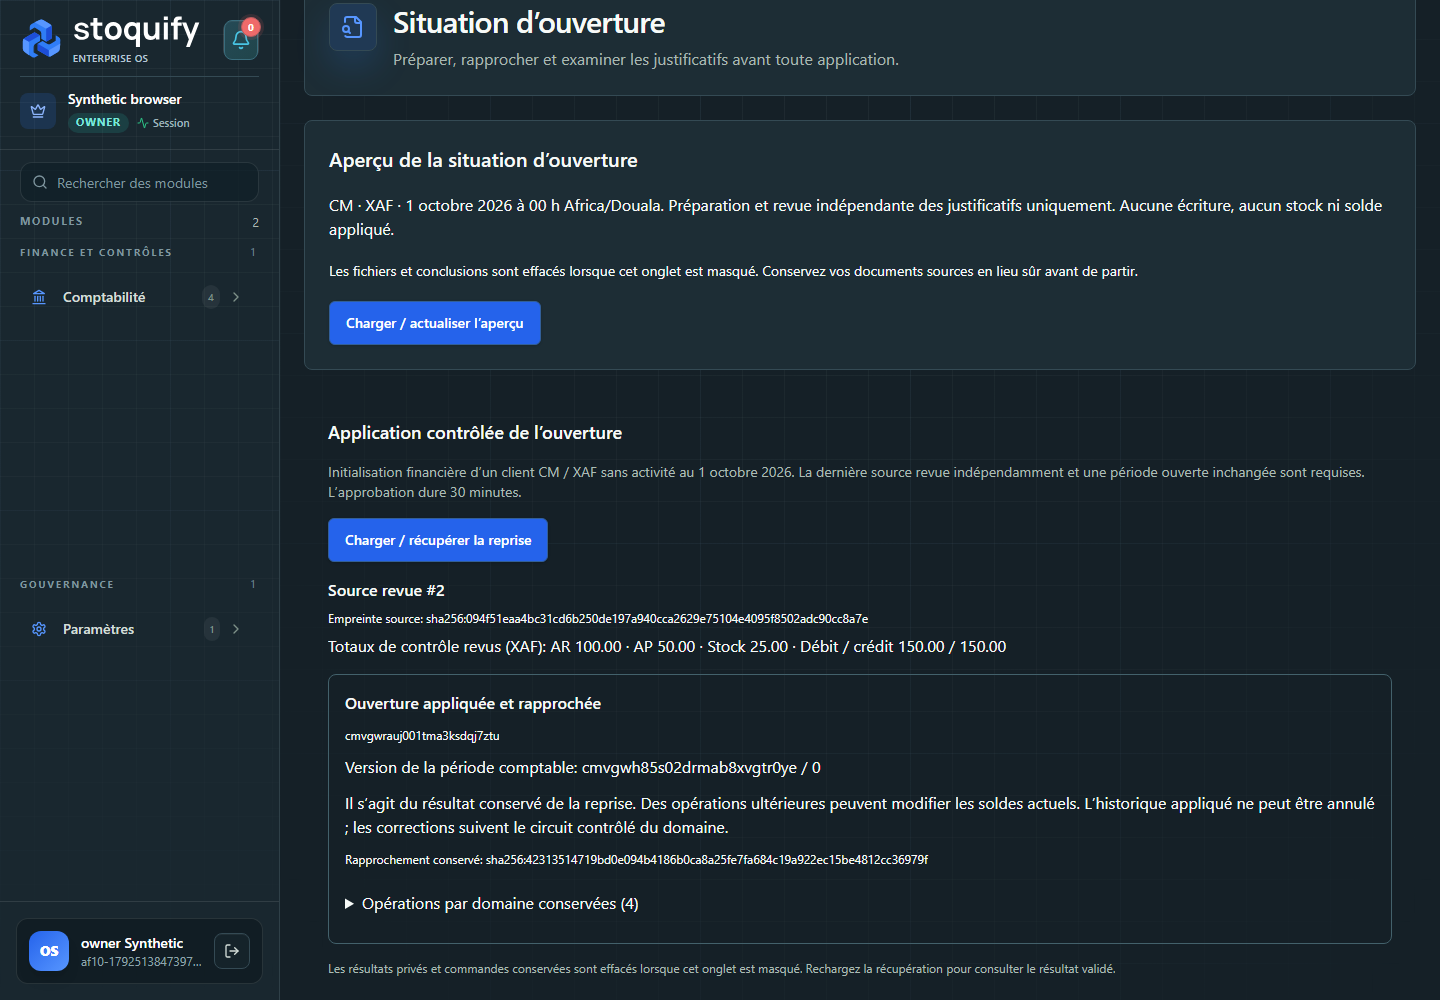 stoquify
ENTERPRISE OS
0
Synthetic browser
OWNER
Session
Rechercher des modules
MODULES
2
FINANCE ET CONTRÔLES
1
Comptabilité
4
GOUVERNANCE
1
Paramètres
1
OS
owner Synthetic
af10-1792513847397...
Situation d’ouverture
Préparer, rapprocher et examiner les justificatifs avant toute application.
Aperçu de la situation d’ouverture
CM · XAF · 1 octobre 2026 à 00 h Africa/Douala. Préparation et revue indépendante des justificatifs uniquement. Aucune écriture, aucun stock ni solde
appliqué.
Les fichiers et conclusions sont effacés lorsque cet onglet est masqué. Conservez vos documents sources en lieu sûr avant de partir.
Charger / actualiser l’aperçu
Application contrôlée de l’ouverture
Initialisation financière d’un client CM / XAF sans activité au 1 octobre 2026. La dernière source revue indépendamment et une période ouverte inchangée sont requises.
L’approbation dure 30 minutes.
Charger / récupérer la reprise
Source revue #2
Empreinte source: sha256:094f51eaa4bc31cd6b250de197a940cca2629e75104e4095f8502adc90cc8a7e
Totaux de contrôle revus (XAF): AR 100.00 · AP 50.00 · Stock 25.00 · Débit / crédit 150.00 / 150.00
Ouverture appliquée et rapprochée
cmvgwrauj001tma3ksdqj7ztu
Version de la période comptable: cmvgwh85s02drmab8xvgtr0ye / 0
Il s’agit du résultat conservé de la reprise. Des opérations ultérieures peuvent modifier les soldes actuels. L’historique appliqué ne peut être annulé
; les corrections suivent le circuit contrôlé du domaine.
Rapprochement conservé: sha256:42313514719bd0e094b4186b0ca8a25fe7fa684c19a922ec15be4812cc36979f
Opérations par domaine conservées (4)
Les résultats privés et commandes conservées sont effacés lorsque cet onglet est masqué. Rechargez la récupération pour consulter le résultat validé.